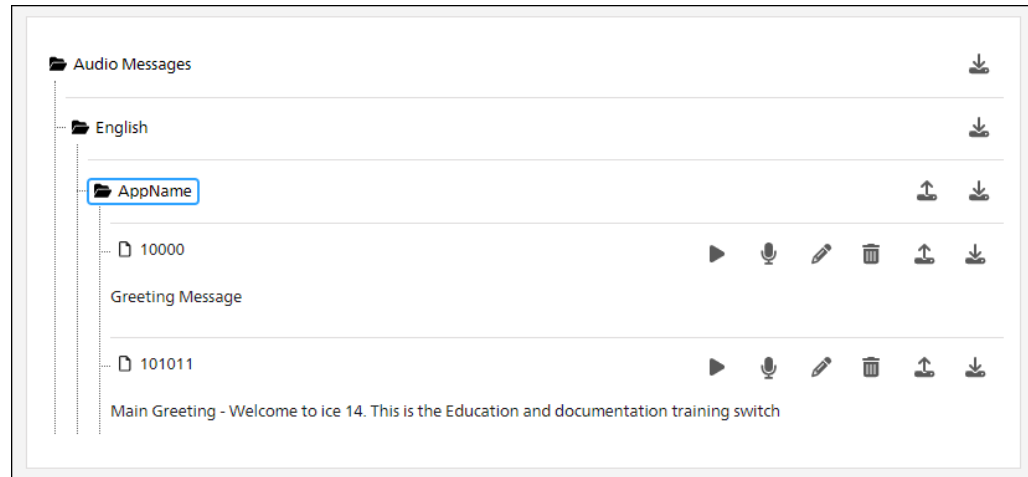 Audio Messages
English
AppName
10000
Greeting Message
101011
Main Greeting - Welcome to ice 14. This is the Education and documentation training switch